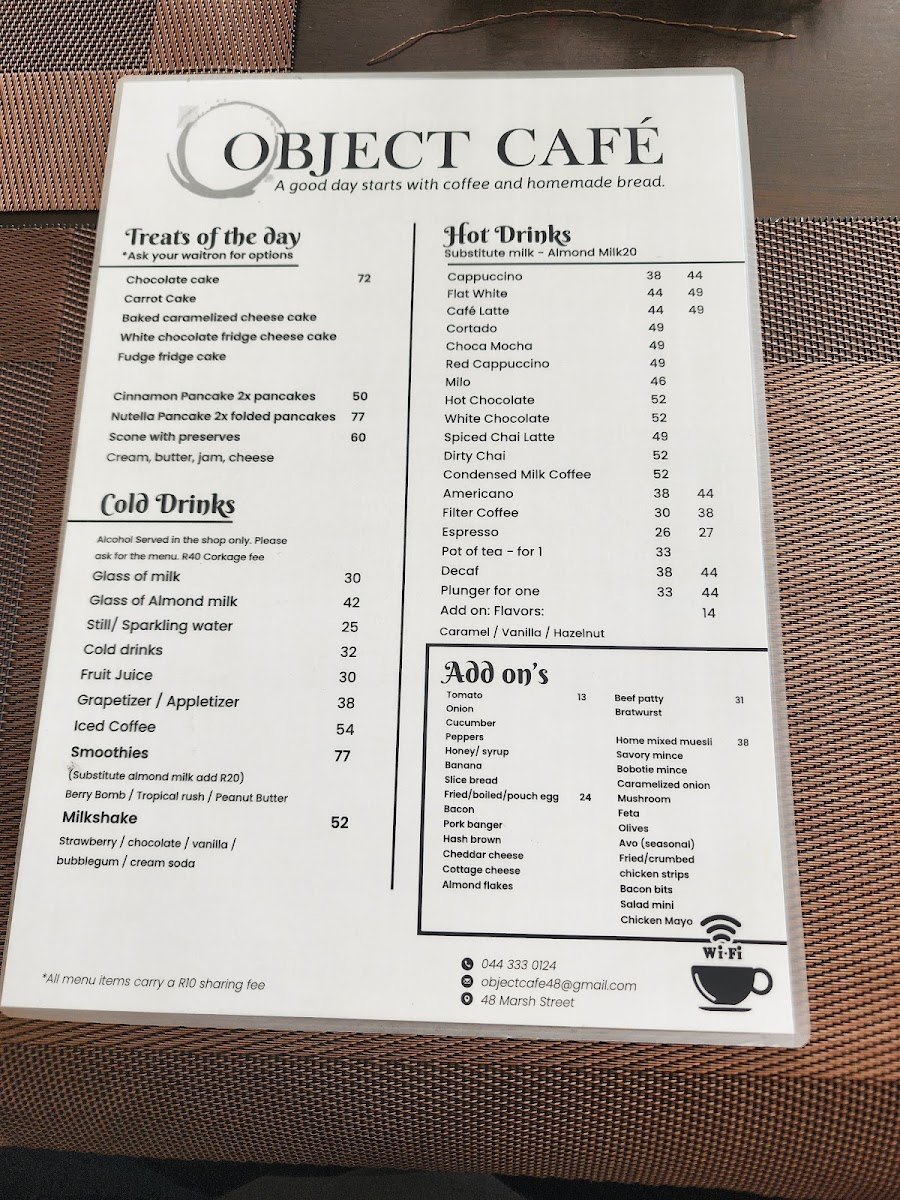 OBJECT CAFÉ
A good day starts with coffee and homemade bread.
Treats of the day
*Ask your waitron for options
Chocolate cake 72
Carrot Cake
Baked caramelized cheese cake
White chocolate fridge cheese cake
Fudge fridge cake
Cinnamon Pancake 2x pancakes 50
Nutella Pancake 2x folded pancakes 77
Scone with preserves 60
Cream, butter, jam, cheese
Cold Drinks
Alcohol Served in the shop only. Please
ask for the menu. R40 Corkage fee
Glass of milk 30
Glass of Almond milk 42
Still/ Sparkling water 25
Cold drinks 32
Fruit Juice 30
Grapetizer / Appletizer 38
Iced Coffee 54
Smoothies 77
(Substitute almond milk add R20)
Berry Bomb / Tropical rush / Peanut Butter
Milkshake 52
Strawberry / chocolate / vanilla /
bubblegum / cream soda
*All menu items carry a R10 sharing fee
Hot Drinks
Substitute milk - Almond Milk20
Cappuccino 38 44
Flat White 44 49
Café Latte 44 49
Cortado 49
Choca Mocha 49
Red Cappuccino 49
Milo 46
Hot Chocolate 52
White Chocolate 52
Spiced Chai Latte 49
Dirty Chai 52
Condensed Milk Coffee 52
Americano 38 44
Filter Coffee 30 38
Espresso 26 27
Pot of tea - for 1 33
Decaf 38 44
Plunger for one 33 44
Add on: Flavors: 14
Caramel / Vanilla / Hazelnut
Add on's
Tomato 13
Onion
Cucumber
Peppers
Honey/ syrup
Banana
Slice bread
Fried/boiled/pouch egg 24
Bacon
Pork banger
Hash brown
Cheddar cheese
Cottage cheese
Almond flakes
Beef patty 31
Bratwurst
Home mixed muesli 38
Savory mince
Bobotie mince
Caramelized onion
Mushroom
Feta
Olives
Avo (seasonal)
Fried/crumbed
chicken strips
Bacon bits
Salad mini
Chicken Mayo
Wi-Fi
044 333 0124
objectcafe48@gmail.com
48 Marsh Street